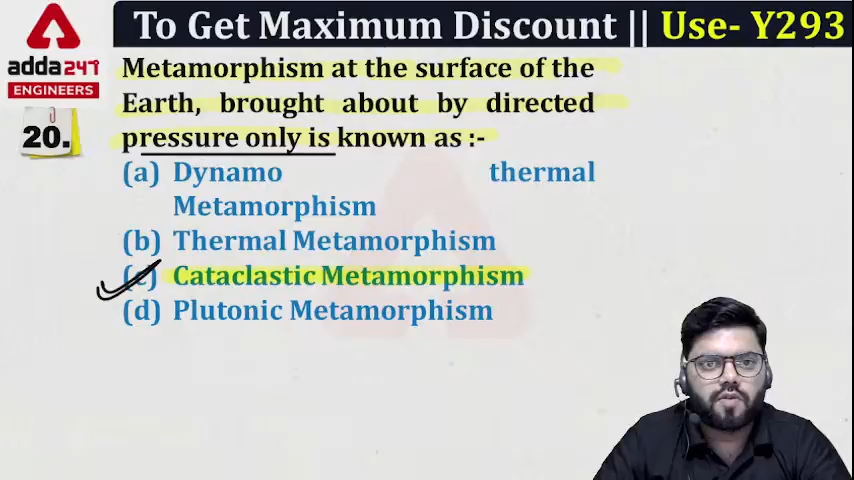 To Get Maximum Discount || Use- Y293
adda247
ENGINEERS
20.
Metamorphism at the surface of the
Earth, brought about by directed
pressure only is known as :-
(a) Dynamo thermal
Metamorphism
(b) Thermal Metamorphism
(c) Cataclastic Metamorphism
(d) Plutonic Metamorphism